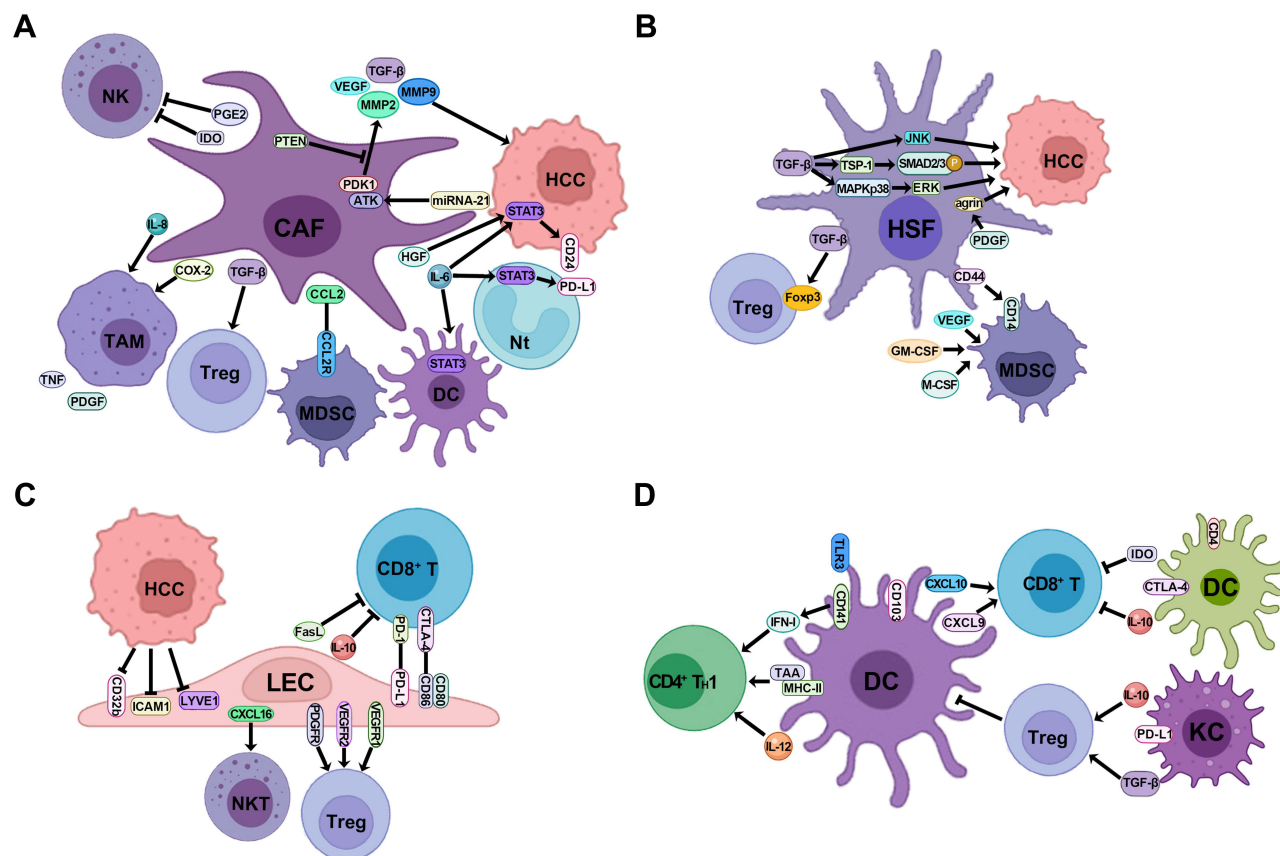 A
NK
PGE2
IDO
TGF-β
VEGF
MMP9
MMP2
PTEN
PDK1
ATK
miRNA-21
HCC
STAT3
CD24
CAF
HGF
IL-6
STAT3
PD-L1
Nt
IL-8
COX-2
TGF-β
CCL2
CCL2R
TAM
Treg
MDSC
STAT3
DC
TNF
PDGF
B
JNK
TGF-β
TSP-1
SMAD2/3
P
MAPKp38
ERK
HCC
agrin
HSF
PDGF
TGF-β
Treg
Foxp3
CD44
CD14
VEGF
GM-CSF
M-CSF
MDSC
C
HCC
CD8⁺ T
FasL
IL-10
PD-1
CTLA-4
CD32b
ICAM1
LYVE1
LEC
PD-L1
CD86
CD80
CXCL16
PDGFR
VEGFR2
VEGFR1
NKT
Treg
D
TLR3
CD141
CD103
IFN-I
CXCL10
CXCL9
CD8⁺ T
IDO
CD4
CTLA-4
DC
IL-10
CD4⁺ TH1
TAA
MHC-II
DC
IL-12
Treg
IL-10
PD-L1
KC
TGF-β